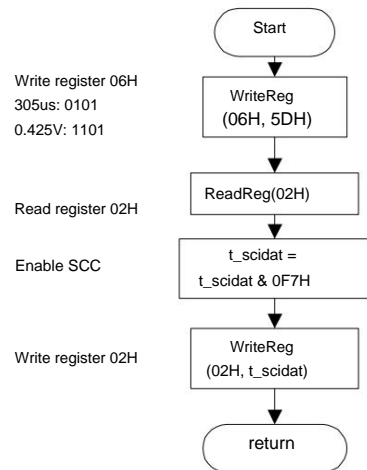 Start
Write register 06H
305us: 0101
0.425V: 1101
WriteReg
(06H, 5DH)
Read register 02H
ReadReg(02H)
Enable SCC
t_scidat =
t_scidat & 0F7H
Write register 02H
WriteReg
(02H, t_scidat)
return